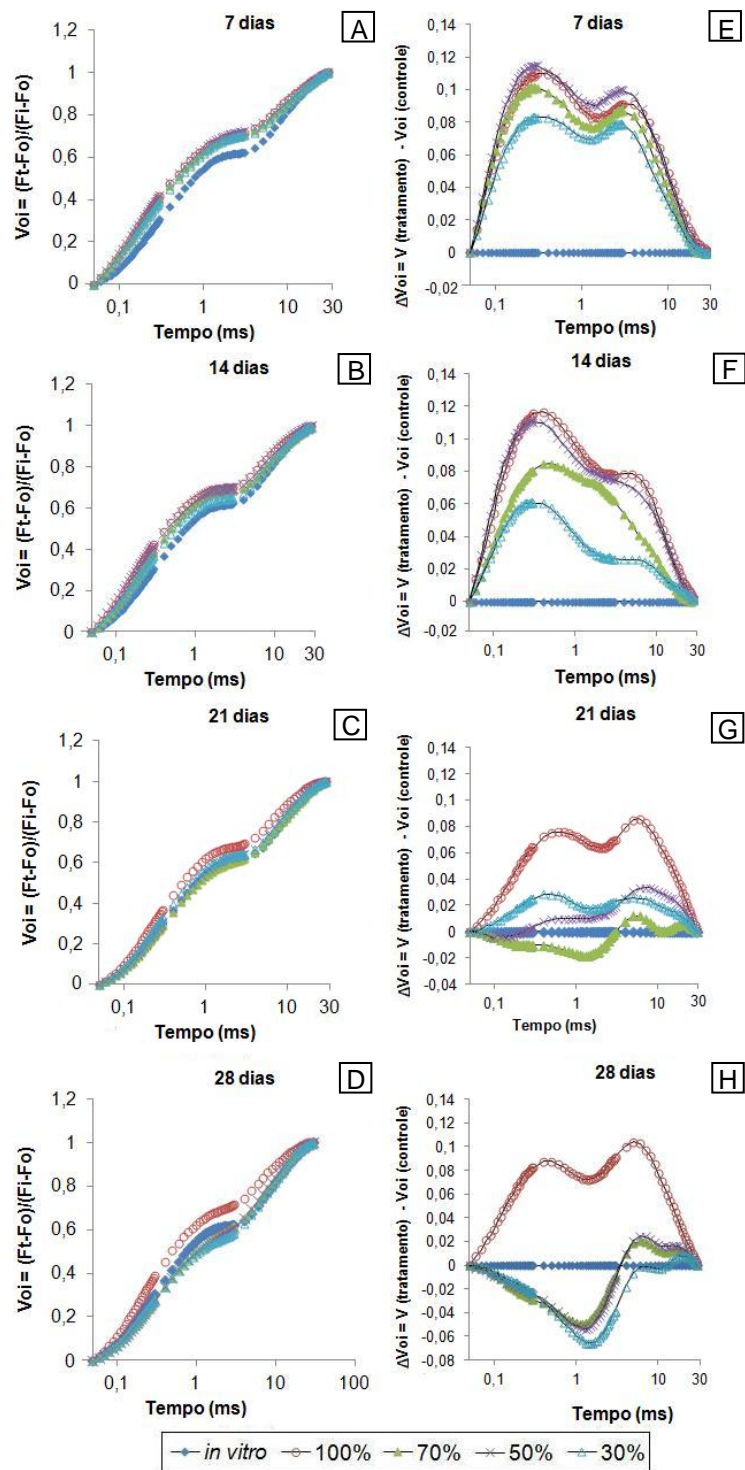 7 dias
A
Voi = (Ft-Fo)/(Fi-Fo)
1,2
1
0,8
0,6
0,4
0,2
0
0,1 1 10 30
Tempo (ms)
7 dias
E
ΔVoi = V (tratamento) - Voi (controle)
0,14
0,12
0,1
0,08
0,06
0,04
0,02
0
-0,02
0,1 1 10 30
Tempo (ms)
14 dias
B
Voi = (Ft-Fo)/(Fi-Fo)
1,2
1
0,8
0,6
0,4
0,2
0
0,1 1 10 30
Tempo (ms)
14 dias
F
ΔVoi = V (tratamento) - Voi (controle)
0,14
0,12
0,1
0,08
0,06
0,04
0,02
0
-0,02
0,1 1 10 30
Tempo (ms)
21 dias
C
Voi = (Ft-Fo)/(Fi-Fo)
1,2
1
0,8
0,6
0,4
0,2
0
0,1 1 10 30
Tempo (ms)
21 dias
G
ΔVoi = V (tratamento) - Voi (controle)
0,14
0,12
0,1
0,08
0,06
0,04
0,02
0
-0,02
-0,04
0,1 1 10 30
Tempo (ms)
28 dias
D
Voi = (Ft-Fo)/(Fi-Fo)
1,2
1
0,8
0,6
0,4
0,2
0
0,1 1 10 100
Tempo (ms)
28 dias
H
ΔVoi = V (tratamento) - Voi (controle)
0,14
0,12
0,1
0,08
0,06
0,04
0,02
0
-0,02
-0,04
-0,06
-0,08
0,1 1 10 30
Tempo (ms)
in vitro 100% 70% 50% 30%